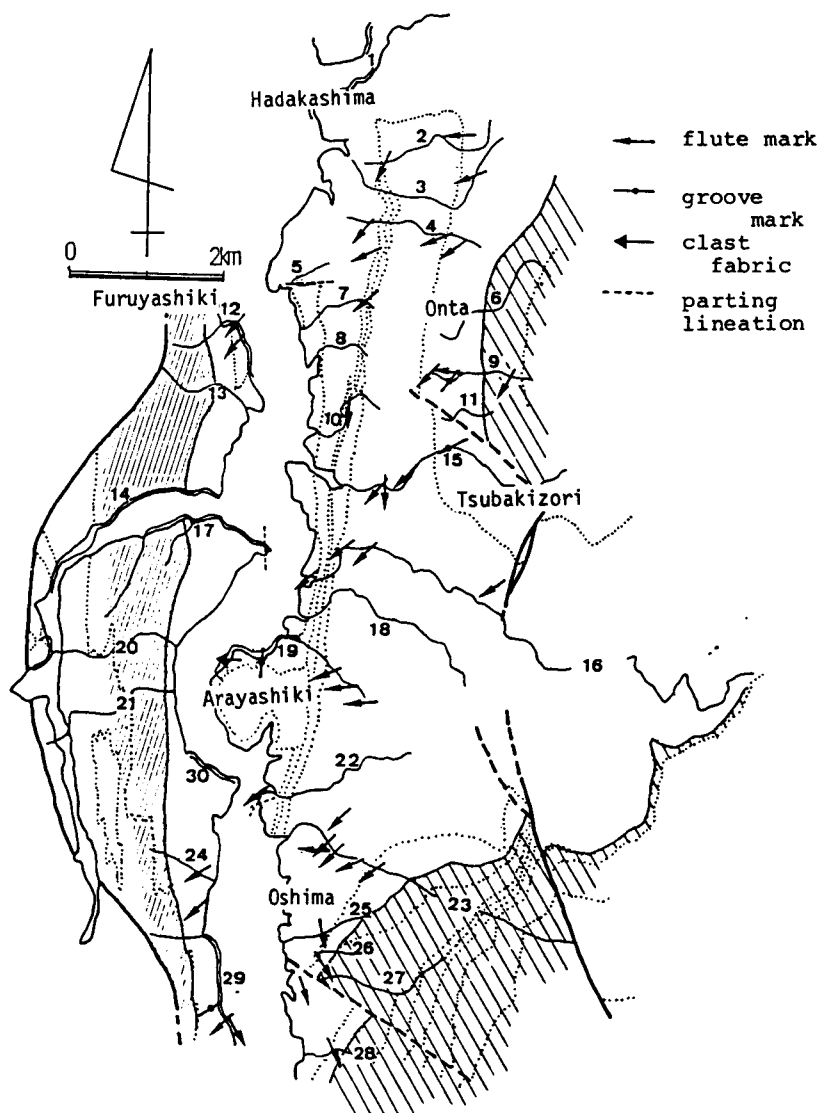 1
Hadakashima
2
flute mark
3
groove
mark
4
clast
fabric
0 2km
5
Furuyashiki
7
Onta
6
parting
lineation
12
8
9
13
10
11
15
14
Tsubakizori
17
18
19
16
20
Arayashiki
21
22
30
24
Oshima
25
23
26
27
29
28